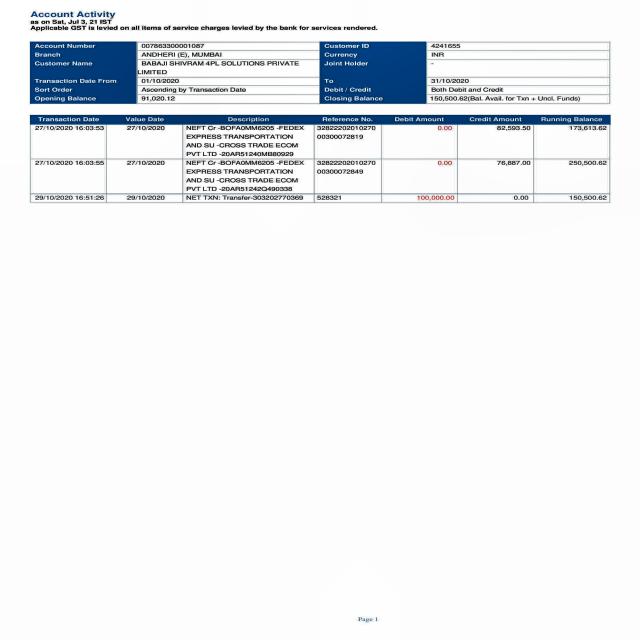 Account Activity
as on Sat, Jul 3, 21 IST
Applicable GST is levied on all items of service charges levied by the bank for services rendered.
Account Number 007863300001087 Customer ID 4241655
Branch ANDHERI (E), MUMBAI Currency INR
Customer Name BABAJI SHIVRAM 4PL SOLUTIONS PRIVATE Joint Holder -
LIMITED
Transaction Date From 01/10/2020 To 31/10/2020
Sort Order Ascending by Transaction Date Debit / Credit Both Debit and Credit
Opening Balance 91,020.12 Closing Balance 150,500.62(Bal. Avail. for Txn + Uncl. Funds)
Transaction Date Value Date Description Reference No. Debit Amount Credit Amount Running Balance
27/10/2020 16:03:53 27/10/2020 NEFT Cr -BOFA0MM6205 -FEDEX 32822202010270 0.00 82,593.50 173,613.62
EXPRESS TRANSPORTATION 00300072819
AND SU -CROSS TRADE ECOM
PVT LTD -20AR51240MB80929
27/10/2020 16:03:55 27/10/2020 NEFT Cr -BOFA0MM6205 -FEDEX 32822202010270 0.00 76,887.00 250,500.62
EXPRESS TRANSPORTATION 00300072849
AND SU -CROSS TRADE ECOM
PVT LTD -20AR51242Q490338
29/10/2020 16:51:26 29/10/2020 NET TXN: Transfer-303202770369 528321 100,000.00 0.00 150,500.62
Page 1